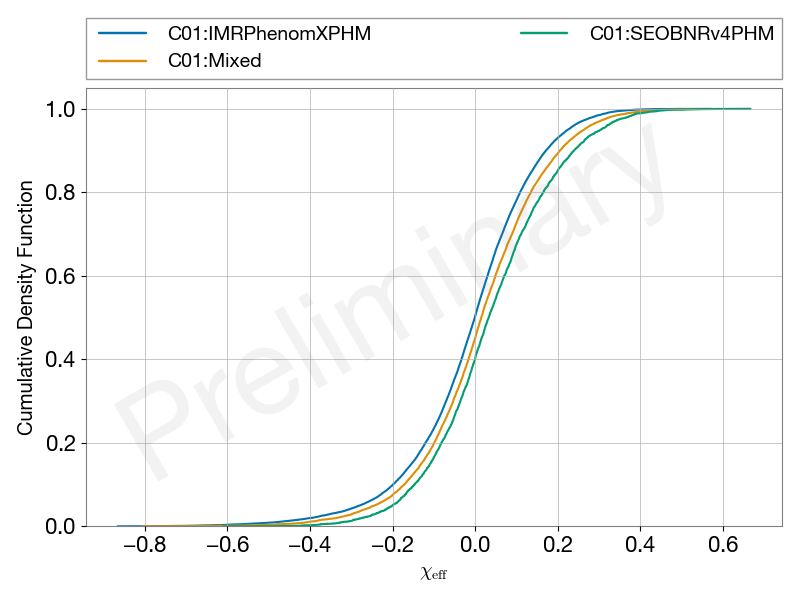 C01:IMRPhenomXPHM
C01:Mixed
C01:SEOBNRv4PHM
Cumulative Density Function
1.0
0.8
0.6
0.4
0.2
0.0
Preliminary
−0.8 −0.6 −0.4 −0.2 0.0 0.2 0.4 0.6
χeff